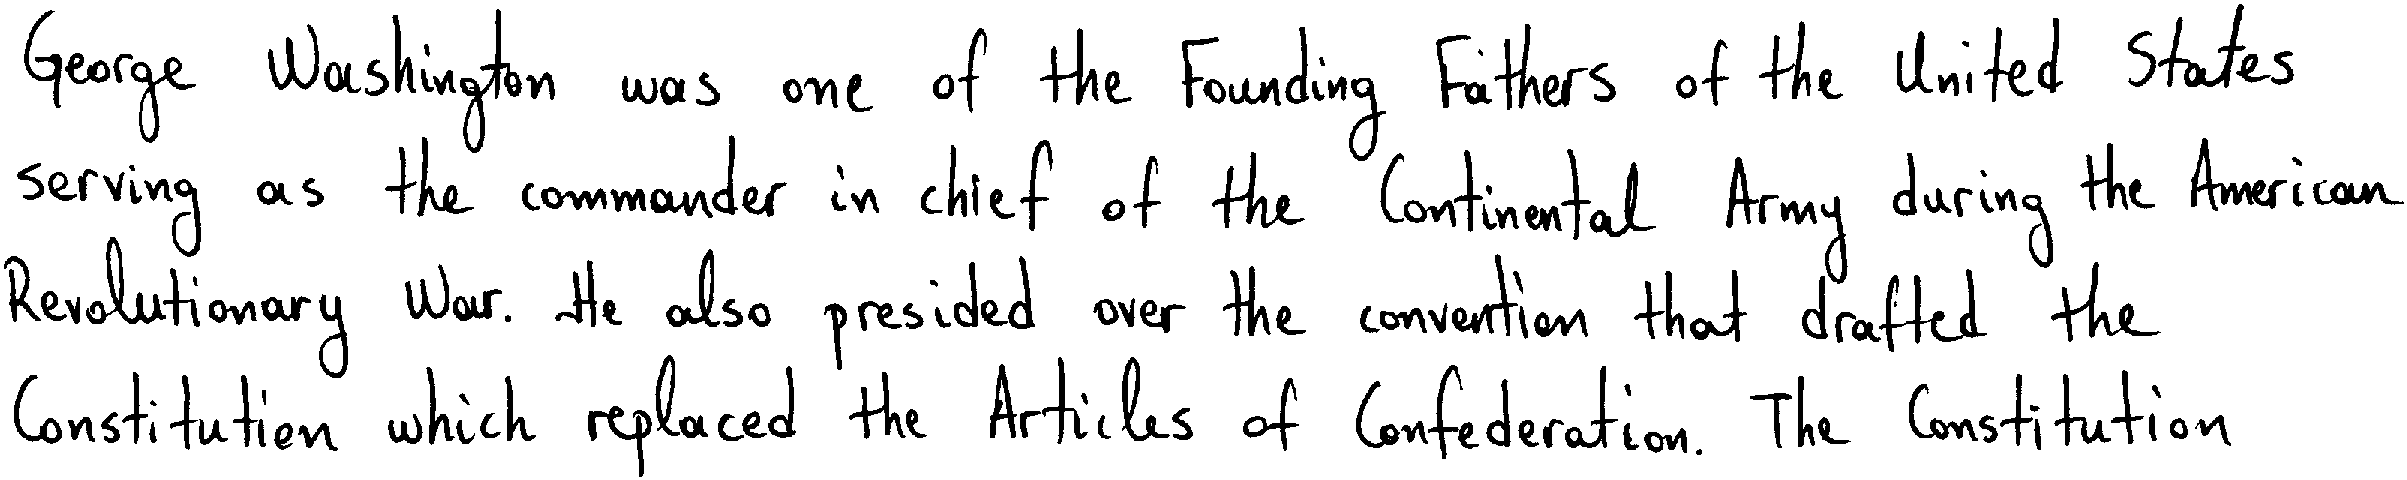 George Washington was one of the Founding Fathers of the United States
serving as the commander in chief of the Continental Army during the American
Revolutionary War. He also presided over the convention that drafted the
Constitution which replaced the Articles of Confederation. The Constitution